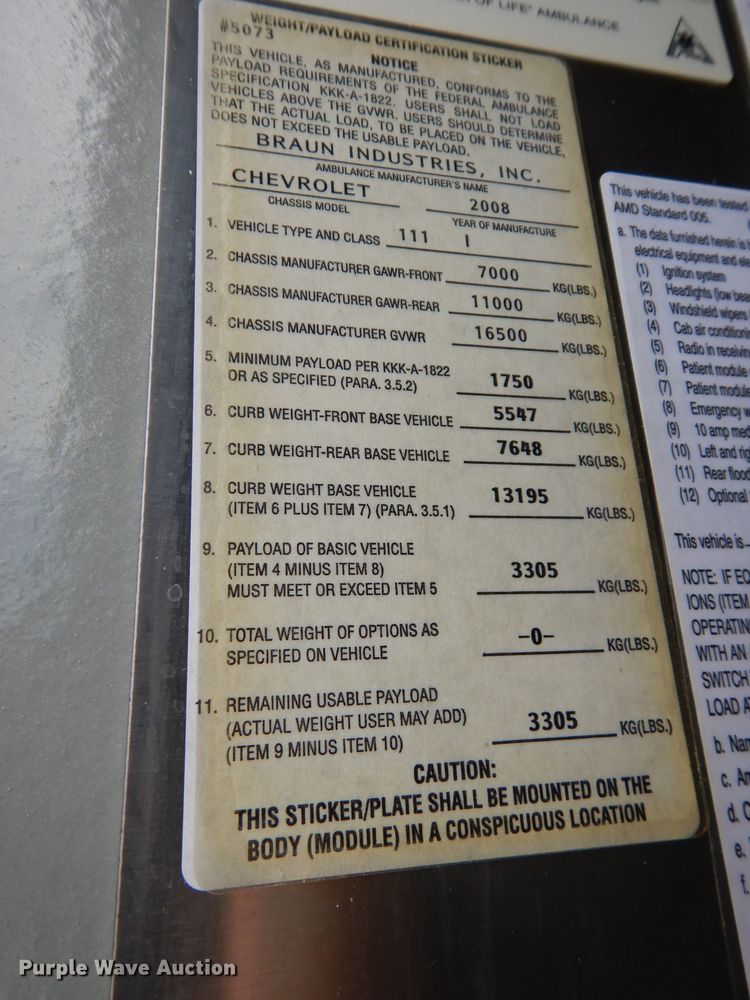 OF LIFE® AMBULANCE
WEIGHT/PAYLOAD CERTIFICATION STICKER
#5073
NOTICE
THIS VEHICLE, AS MANUFACTURED, CONFORMS TO THE
PAYLOAD REQUIREMENTS OF THE FEDERAL AMBULANCE
SPECIFICATION KKK-A-1822. USERS SHALL NOT LOAD
VEHICLES ABOVE THE GVWR. USERS SHOULD DETERMINE
THAT THE ACTUAL LOAD, TO BE PLACED ON THE VEHICLE,
DOES NOT EXCEED THE USABLE PAYLOAD.
BRAUN INDUSTRIES, INC.
AMBULANCE MANUFACTURER'S NAME
CHEVROLET 2008
CHASSIS MODEL YEAR OF MANUFACTURE
1. VEHICLE TYPE AND CLASS 111 I
2. CHASSIS MANUFACTURER GAWR-FRONT 7000 KG(LBS.)
3. CHASSIS MANUFACTURER GAWR-REAR 11000 KG(LBS.)
4. CHASSIS MANUFACTURER GVWR 16500 KG(LBS.)
5. MINIMUM PAYLOAD PER KKK-A-1822
OR AS SPECIFIED (PARA. 3.5.2) 1750 KG(LBS.)
6. CURB WEIGHT-FRONT BASE VEHICLE 5547 KG(LBS.)
7. CURB WEIGHT-REAR BASE VEHICLE 7648 KG(LBS.)
8. CURB WEIGHT BASE VEHICLE
(ITEM 6 PLUS ITEM 7) (PARA. 3.5.1) 13195 KG(LBS.)
9. PAYLOAD OF BASIC VEHICLE
(ITEM 4 MINUS ITEM 8) 3305
MUST MEET OR EXCEED ITEM 5 KG(LBS.)
10. TOTAL WEIGHT OF OPTIONS AS
SPECIFIED ON VEHICLE -0- KG(LBS.)
11. REMAINING USABLE PAYLOAD
(ACTUAL WEIGHT USER MAY ADD) 3305 KG(LBS.)
(ITEM 9 MINUS ITEM 10)
CAUTION:
THIS STICKER/PLATE SHALL BE MOUNTED ON THE
BODY (MODULE) IN A CONSPICUOUS LOCATION
This vehicle has been tested
AMD Standard 005.
a. The data furnished herein is
electrical equipment and ele
(1) Ignition system
(2) Headlights (low bea
(3) Windshield wipers
(4) Cab air condition
(5) Radio in receiving
(6) Patient module
(7) Patient module
(8) Emergency w
(9) 10 amp med
(10) Left and rig
(11) Rear flood
(12) Optional
This vehicle is
NOTE: IF EQ
IONS (ITEM
OPERATIN
WITH AN
SWITCH
LOAD A
b. Nam
c. Am
d. C
e.
f.
Purple Wave Auction